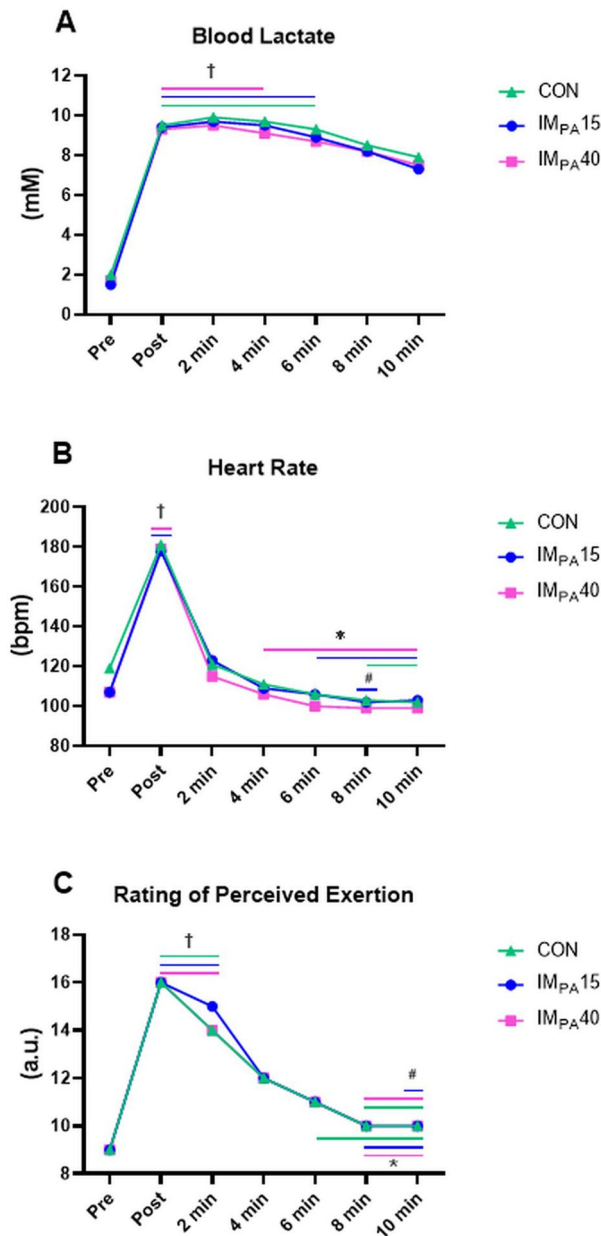 A
Blood Lactate
12
10
8
6
4
2
0
(mM)
†
Pre
Post
2 min
4 min
6 min
8 min
10 min
CON
IMPA15
IMPA40
B
Heart Rate
200
180
160
140
120
100
80
(bpm)
†
*
#
Pre
Post
2 min
4 min
6 min
8 min
10 min
CON
IMPA15
IMPA40
C
Rating of Perceived Exertion
18
16
14
12
10
8
(a.u.)
†
#
*
Pre
Post
2 min
4 min
6 min
8 min
10 min
CON
IMPA15
IMPA40